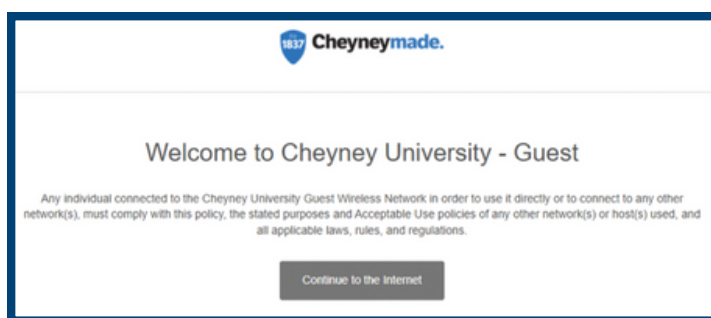 1837 Cheyneymade.
Welcome to Cheyney University - Guest
Any individual connected to the Cheyney University Guest Wireless Network in order to use it directly or to connect to any other
network(s), must comply with this policy, the stated purposes and Acceptable Use policies of any other network(s) or host(s) used, and
all applicable laws, rules, and regulations.
Continue to the Internet